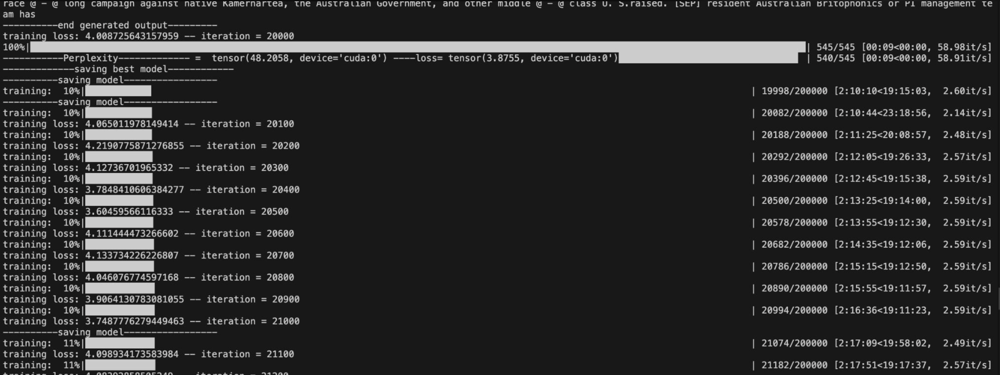 race @ – @ long campaign against native Kamernartea, the Australian Government, and other middle @ – @ class U. S.raised. [SEP] resident Australian Britophonics or PI management te
am has
----------end generated output---------
training loss: 4.008725643157959 -- iteration = 20000
100%| | 545/545 [00:09<00:00, 58.98it/s]
-----------Perplexity------------- =  tensor(48.2058, device='cuda:0') ----loss= tensor(3.8755, device='cuda:0') | 540/545 [00:09<00:00, 58.91it/s]
-------------saving best model------------
----------saving model-----------------
training:  10%| | 19998/200000 [2:10:10<19:15:03,  2.60it/s]
----------saving model-----------------
training:  10%| | 20082/200000 [2:10:44<23:18:56,  2.14it/s]
training loss: 4.065011978149414 -- iteration = 20100
training:  10%| | 20188/200000 [2:11:25<20:08:57,  2.48it/s]
training loss: 4.2190775871276855 -- iteration = 20200
training:  10%| | 20292/200000 [2:12:05<19:26:33,  2.57it/s]
training loss: 4.12736701965332 -- iteration = 20300
training:  10%| | 20396/200000 [2:12:45<19:15:38,  2.59it/s]
training loss: 3.7848410606384277 -- iteration = 20400
training:  10%| | 20500/200000 [2:13:25<19:14:00,  2.59it/s]
training loss: 3.60459566116333 -- iteration = 20500
training:  10%| | 20578/200000 [2:13:55<19:12:30,  2.59it/s]
training loss: 4.111444473266602 -- iteration = 20600
training:  10%| | 20682/200000 [2:14:35<19:12:06,  2.59it/s]
training loss: 4.133734226226807 -- iteration = 20700
training:  10%| | 20786/200000 [2:15:15<19:12:50,  2.59it/s]
training loss: 4.046076774597168 -- iteration = 20800
training:  10%| | 20890/200000 [2:15:55<19:11:57,  2.59it/s]
training loss: 3.9064130783081055 -- iteration = 20900
training:  10%| | 20994/200000 [2:16:36<19:11:23,  2.59it/s]
training loss: 3.7487776279449463 -- iteration = 21000
----------saving model-----------------
training:  11%| | 21074/200000 [2:17:09<19:58:02,  2.49it/s]
training loss: 4.098934173583984 -- iteration = 21100
training:  11%| | 21182/200000 [2:17:51<19:17:37,  2.57it/s]
training loss: -- iteration = 21200